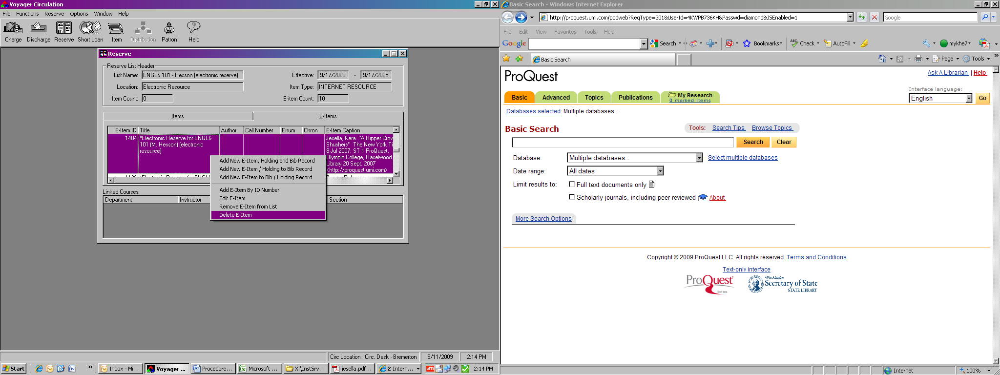 Voyager Circulation
File Functions Reserve Options Window Help
Charge Discharge Reserve Short Loan Item Distribution Patron Help
Reserve
Reserve List Header
List Name: ENGL& 101 - Hesson (electronic reserve) Effective: 9/17/2008 - 9/17/2025
Location: Electronic Resource Item Type: INTERNET RESOURCE
Item Count: 0 E-item Count: 10
Items E-Items
E-Item ID Title Author Call Number Enum Chron E-Item Caption
1404 *Electronic Reserve for ENGL& Jesella, Kara. "A Hipper Crow
101 (M. Hesson) (electronic Shushers" The New York Ti
resource) 8 Jul 2007: ST 1 ProQuest,
Olympic College, Haselwood
Library 20 Sept. 2007
<http://proquest.umi.com>
Add New E-Item, Holding and Bib Record
Add New E-Item / Holding to Bib Record
Add New E-Item to Bib / Holding Record
Add E-Item By ID Number
Edit E-Item
Remove E-Item from List
Delete E-Item
Linked Courses:
Department Instructor Section
Circ Location: Circ. Desk - Bremerton 6/11/2009 2:14 PM
Start Inbox - Mi... Voyager ... Procedure... Microsoft ... X:\InstSrv... jesella.pdf... 2 Intern... ATI 2:14 PM
Basic Search - Windows Internet Explorer
http://proquest.umi.com/pqdweb?ReqType=301&UserId=4KWPB736KH&Passwd=diamond&JSEnabled=1 Google
File Edit View Favorites Tools Help
Google Search Bookmarks Check AutoFill mykhe7
Basic Search Page Tools
ProQuest
Ask A Librarian | Help
Interface language:
English Go
Basic Advanced Topics Publications My Research
0 marked items
Databases selected: Multiple databases...
Basic Search Tools: Search Tips Browse Topics
Search Clear
Database: Multiple databases... Select multiple databases
Date range: All dates
Limit results to: Full text documents only
Scholarly journals, including peer-reviewed About
More Search Options
Copyright © 2009 ProQuest LLC. All rights reserved. Terms and Conditions
Text-only interface
ProQuest
Start here.
Washington
Secretary of State
STATE LIBRARY
Internet 100%